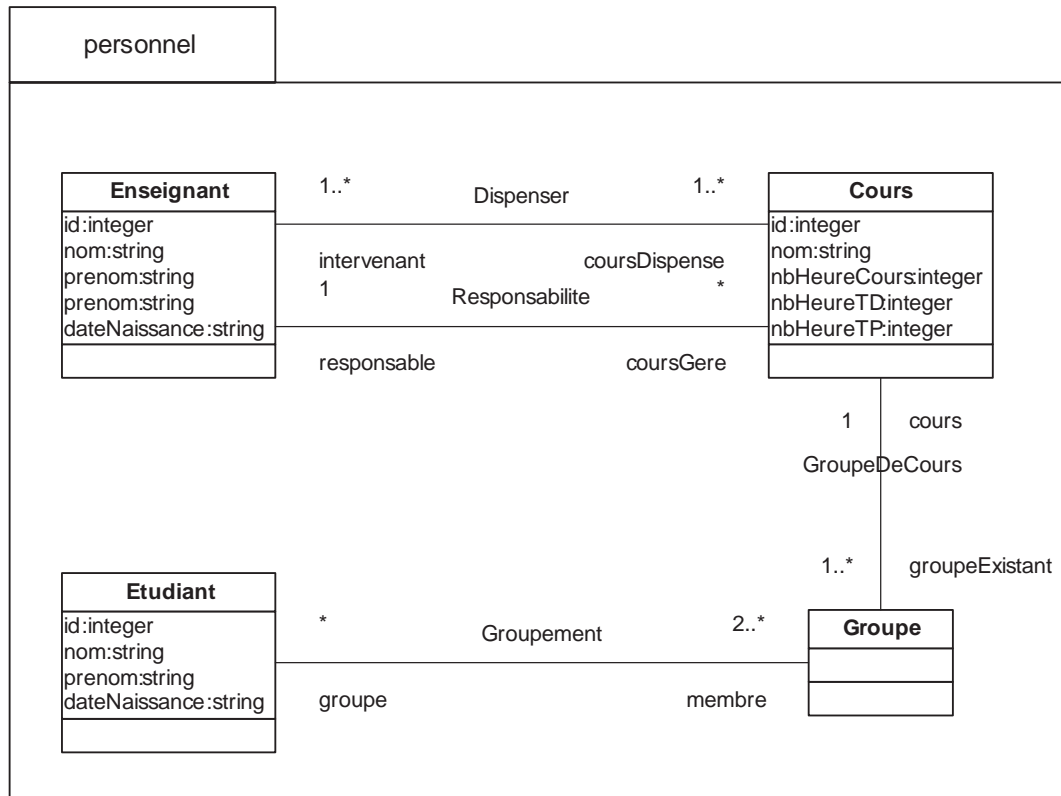 personnel
Enseignant
id:integer
nom:string
prenom:string
prenom:string
dateNaissance:string
1..*
Dispenser
1..*
intervenant
coursDispense
1
Responsabilite
*
responsable
coursGere
Cours
id:integer
nom:string
nbHeureCours:integer
nbHeureTD:integer
nbHeureTP:integer
1
cours
GroupeDeCours
1..*
groupeExistant
Etudiant
id:integer
nom:string
prenom:string
dateNaissance:string
*
Groupement
2..*
groupe
membre
Groupe